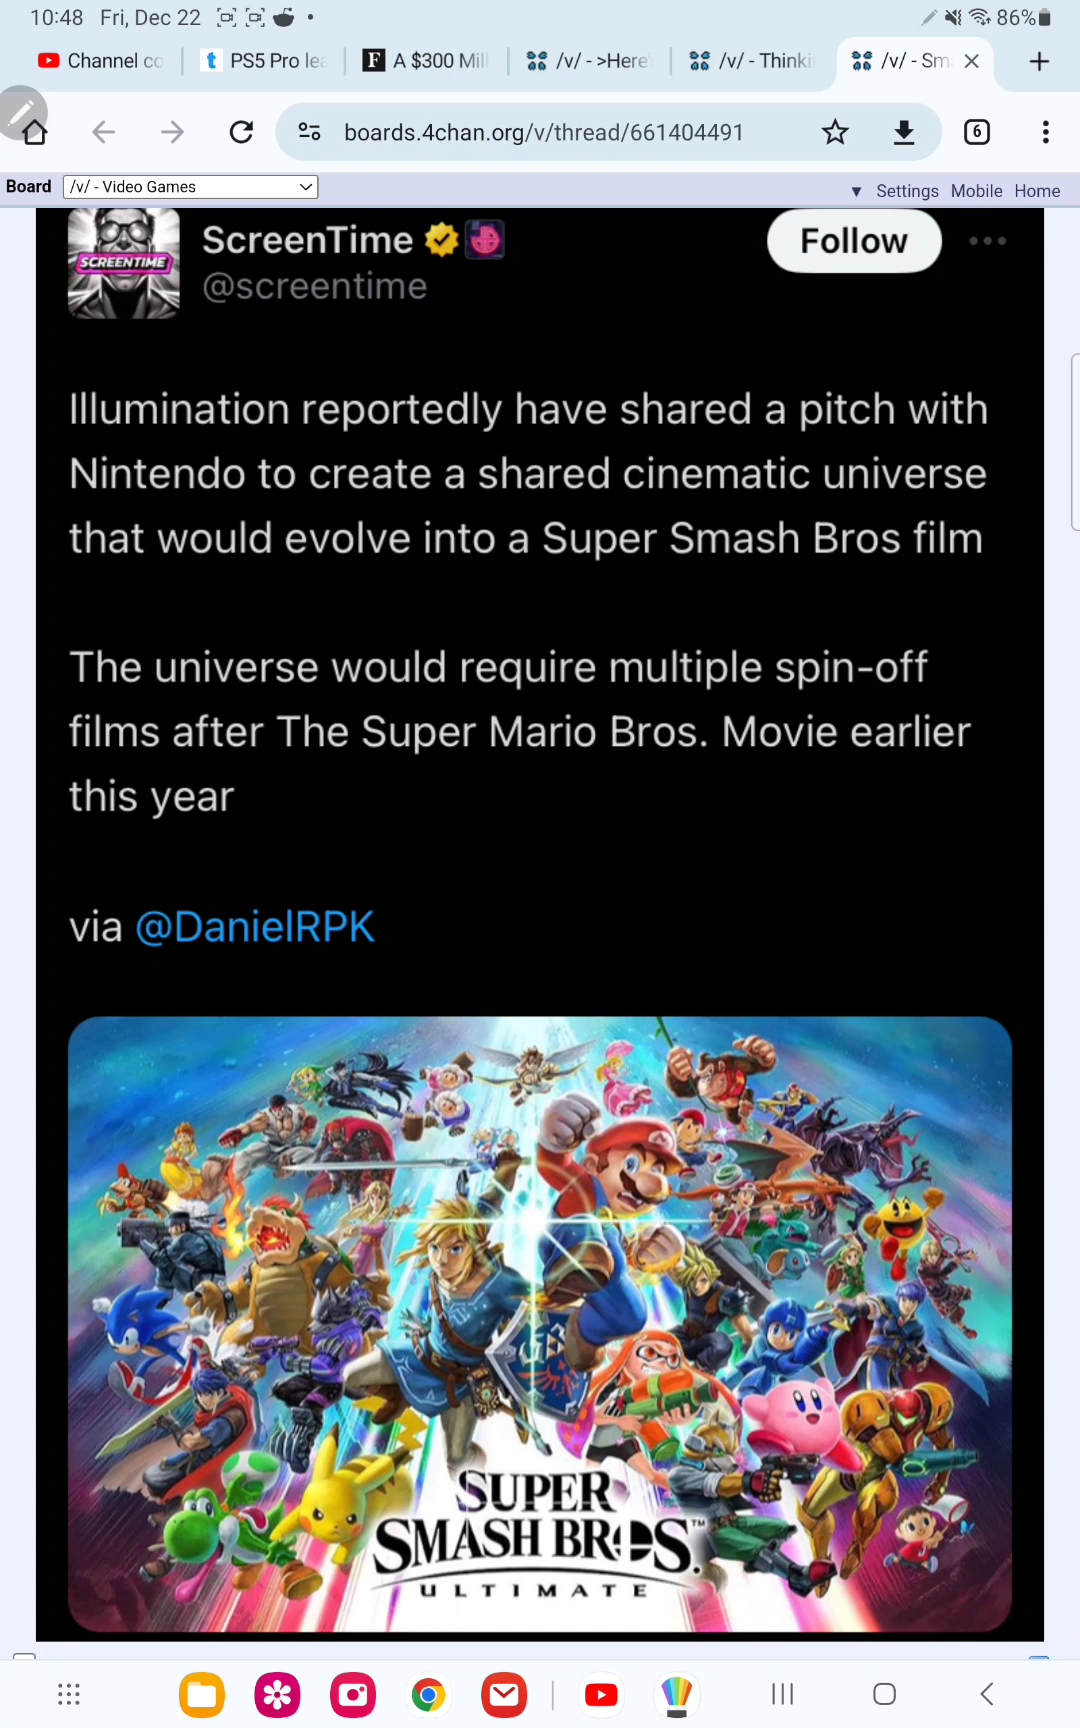 10:48 Fri, Dec 22 86%
Channel co
t PS5 Pro lea
F A $300 Mill
/v/ - >Here'
/v/ - Thinki
/v/ - Sma
boards.4chan.org/v/thread/661404491
6
Board /v/ - Video Games
▼ Settings Mobile Home
SCREENTIME
ScreenTime
@screentime
Follow
Illumination reportedly have shared a pitch with
Nintendo to create a shared cinematic universe
that would evolve into a Super Smash Bros film
The universe would require multiple spin-off
films after The Super Mario Bros. Movie earlier
this year
via @DanielRPK
SUPER
SMASH BROS.™
ULTIMATE